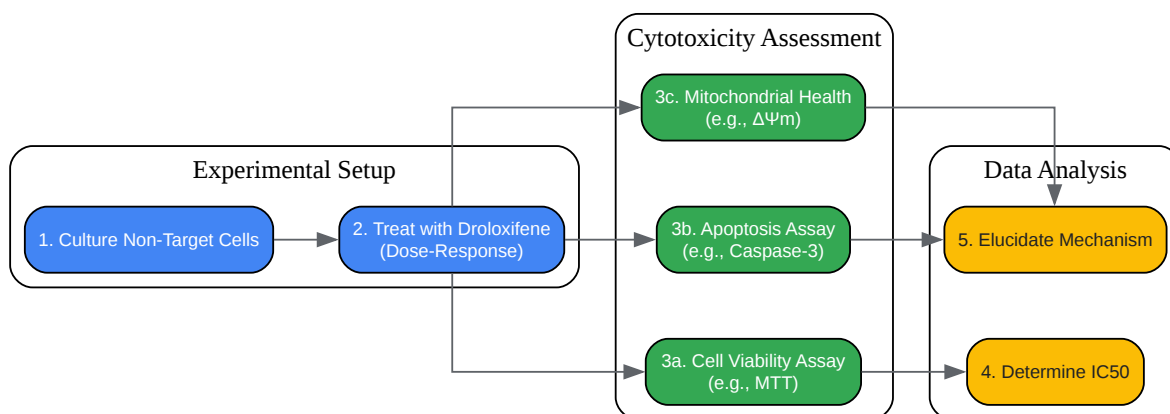 Cytotoxicity Assessment
3c. Mitochondrial Health
(e.g., ΔΨm)
Experimental Setup
Data Analysis
1. Culture Non-Target Cells
2. Treat with Droloxifene
(Dose-Response)
3b. Apoptosis Assay
(e.g., Caspase-3)
5. Elucidate Mechanism
3a. Cell Viability Assay
(e.g., MTT)
4. Determine IC50